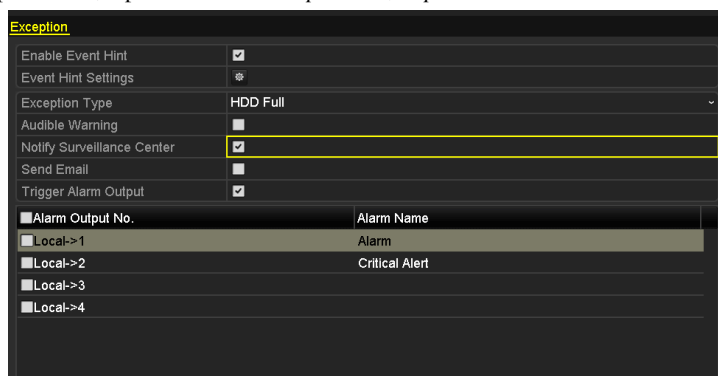 Exception
Enable Event Hint
Event Hint Settings
Exception Type HDD Full
Audible Warning
Notify Surveillance Center
Send Email
Trigger Alarm Output
Alarm Output No. Alarm Name
Local->1 Alarm
Local->2 Critical Alert
Local->3
Local->4